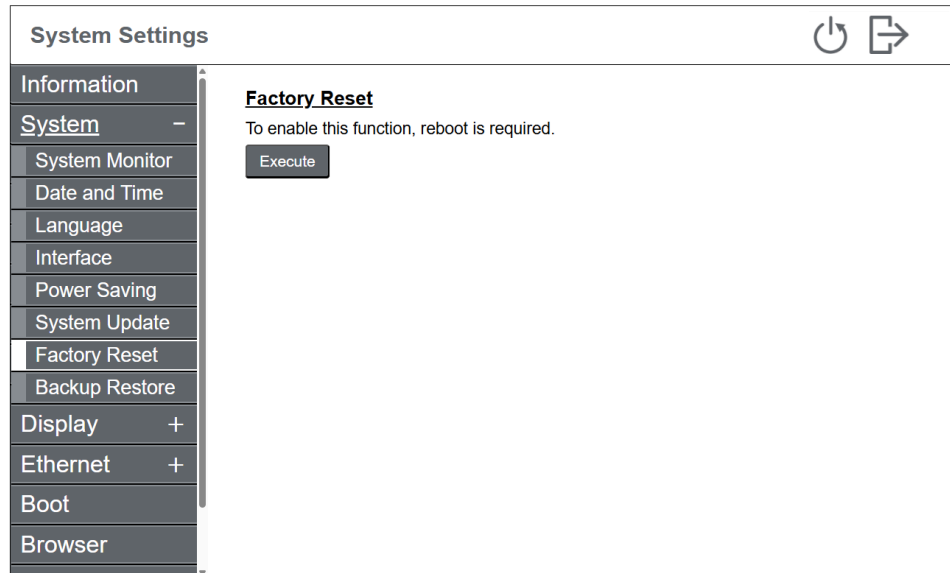 System Settings
Information
System −
System Monitor
Date and Time
Language
Interface
Power Saving
System Update
Factory Reset
Backup Restore
Display +
Ethernet +
Boot
Browser
Factory Reset
To enable this function, reboot is required.
Execute